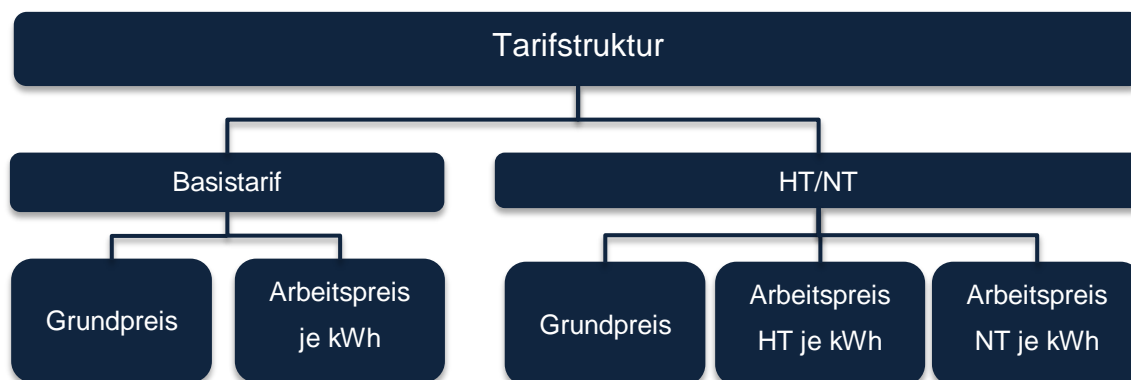 Tarifstruktur
Basistarif
HT/NT
Grundpreis
Arbeitspreis
je kWh
Grundpreis
Arbeitspreis
HT je kWh
Arbeitspreis
NT je kWh